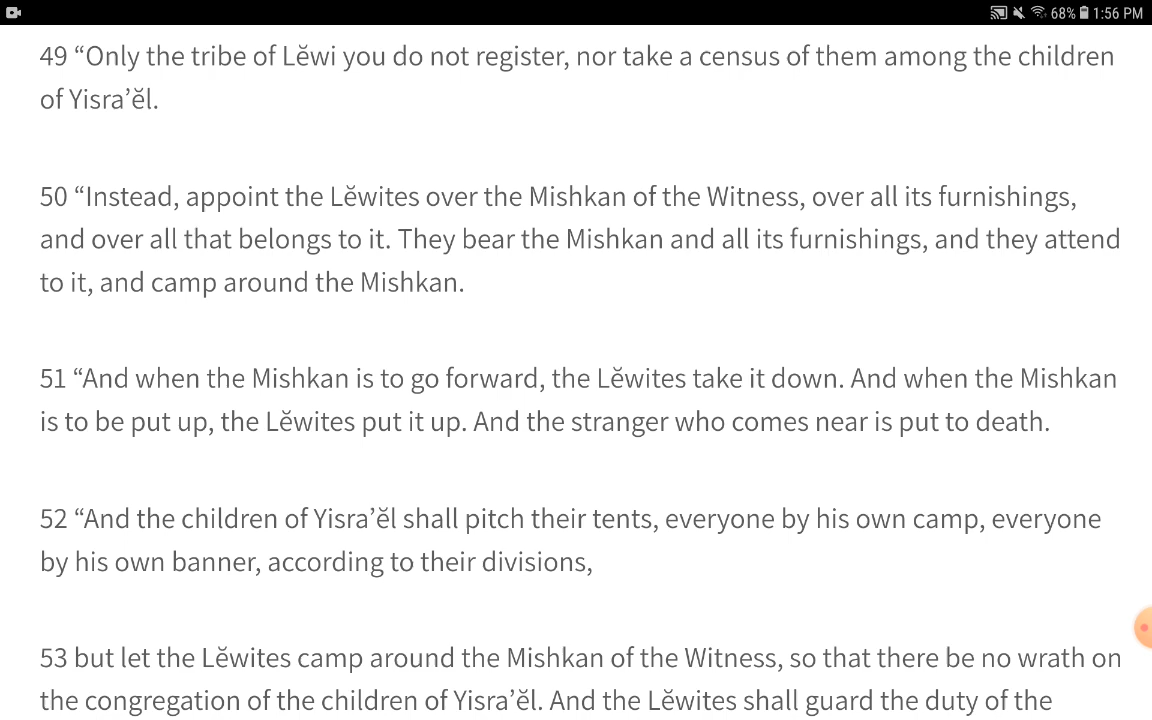 68% 1:56 PM
49 “Only the tribe of Lĕwi you do not register, nor take a census of them among the children
of Yisra’ĕl.
50 “Instead, appoint the Lĕwites over the Mishkan of the Witness, over all its furnishings,
and over all that belongs to it. They bear the Mishkan and all its furnishings, and they attend
to it, and camp around the Mishkan.
51 “And when the Mishkan is to go forward, the Lĕwites take it down. And when the Mishkan
is to be put up, the Lĕwites put it up. And the stranger who comes near is put to death.
52 “And the children of Yisra’ĕl shall pitch their tents, everyone by his own camp, everyone
by his own banner, according to their divisions,
53 but let the Lĕwites camp around the Mishkan of the Witness, so that there be no wrath on
the congregation of the children of Yisra’ĕl. And the Lĕwites shall guard the duty of the